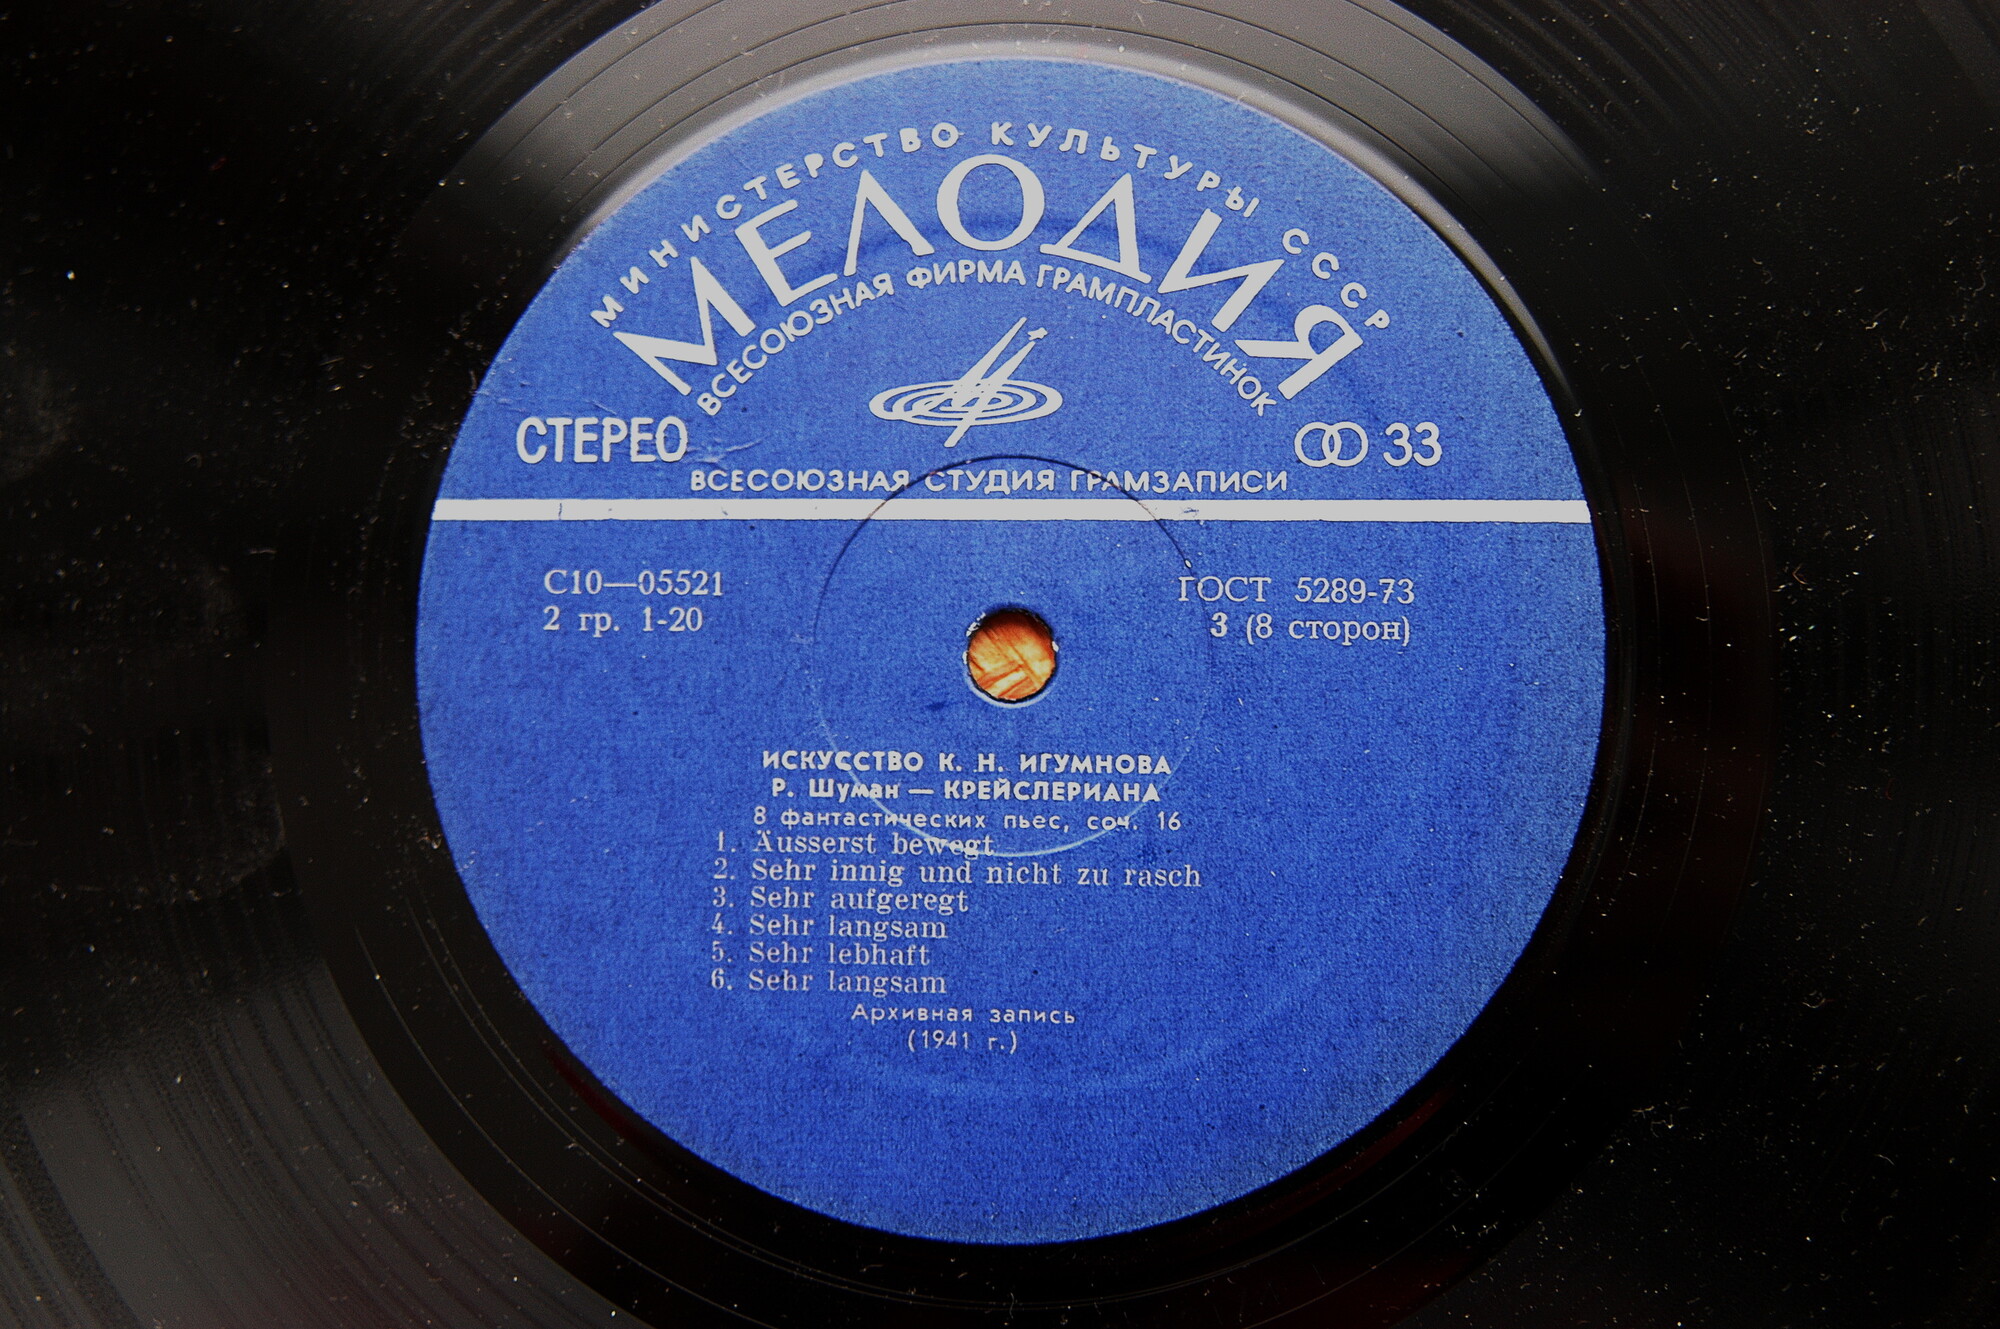 МИНИСТЕРСТВО КУЛЬТУРЫ СССР
МЕЛОДИЯ
ВСЕСОЮЗНАЯ ФИРМА ГРАМПЛАСТИНОК
СТЕРЕО
33
ВСЕСОЮЗНАЯ СТУДИЯ ГРАМЗАПИСИ
С10—05521
2 гр. 1-20
ГОСТ 5289-73
3 (8 сторон)
ИСКУССТВО К. Н. ИГУМНОВА
Р. Шуман — КРЕЙСЛЕРИАНА
8 фантастических пьес, соч. 16
1. Äusserst bewegt
2. Sehr innig und nicht zu rasch
3. Sehr aufgeregt
4. Sehr langsam
5. Sehr lebhaft
6. Sehr langsam
Архивная запись
(1941 г.)